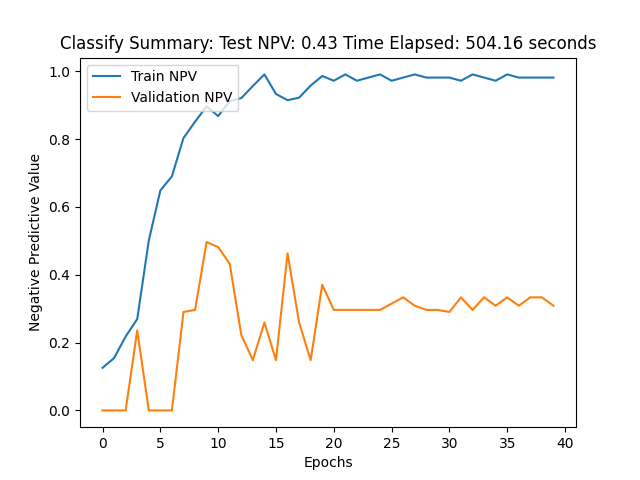 Classify Summary: Test NPV: 0.43 Time Elapsed: 504.16 seconds
Train NPV
Validation NPV
Negative Predictive Value
1.0
0.8
0.6
0.4
0.2
0.0
0 5 10 15 20 25 30 35 40
Epochs